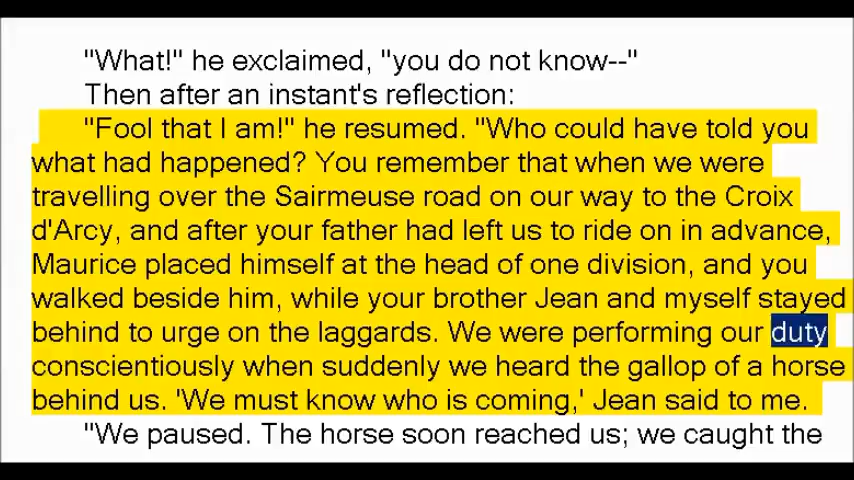 "What!" he exclaimed, "you do not know--"
Then after an instant's reflection:
"Fool that I am!" he resumed. "Who could have told you
what had happened? You remember that when we were
travelling over the Sairmeuse road on our way to the Croix
d'Arcy, and after your father had left us to ride on in advance,
Maurice placed himself at the head of one division, and you
walked beside him, while your brother Jean and myself stayed
behind to urge on the laggards. We were performing our duty
conscientiously when suddenly we heard the gallop of a horse
behind us. 'We must know who is coming,' Jean said to me.
"We paused. The horse soon reached us; we caught the